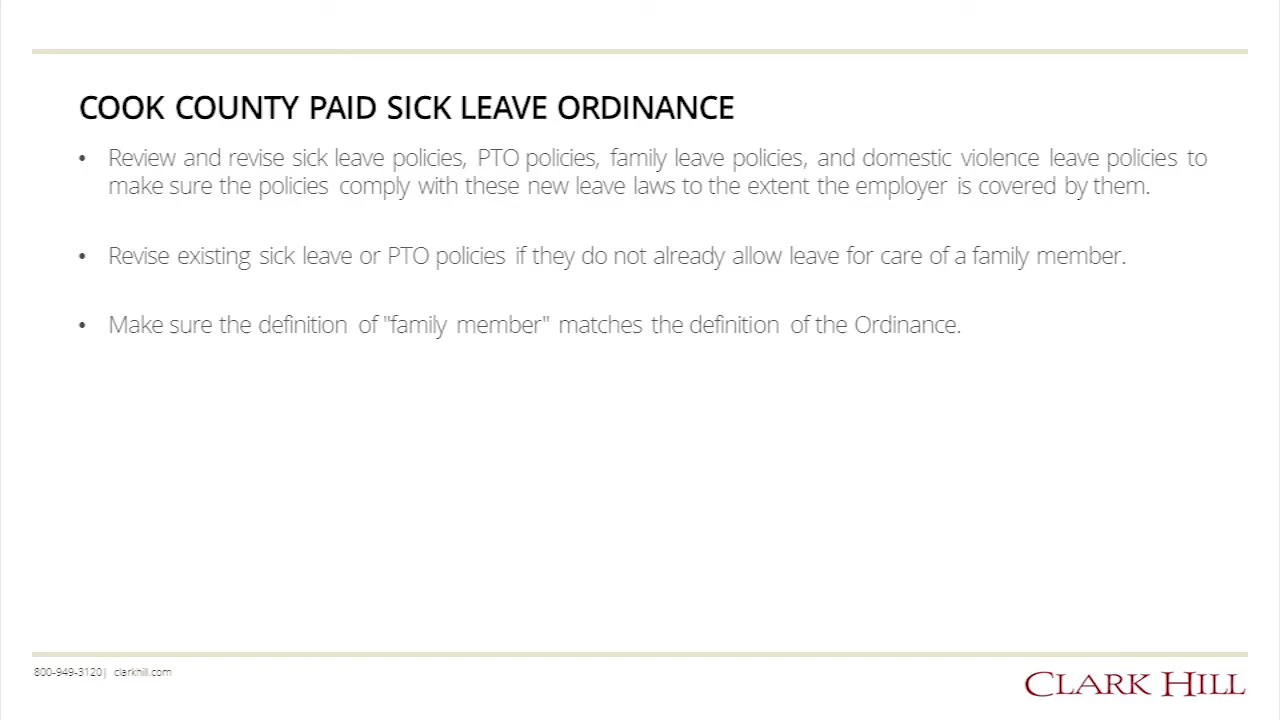 COOK COUNTY PAID SICK LEAVE ORDINANCE
• Review and revise sick leave policies, PTO policies, family leave policies, and domestic violence leave policies to
make sure the policies comply with these new leave laws to the extent the employer is covered by them.
• Revise existing sick leave or PTO policies if they do not already allow leave for care of a family member.
• Make sure the definition of "family member" matches the definition of the Ordinance.
800-949-3120| clarkhill.com
CLARK HILL